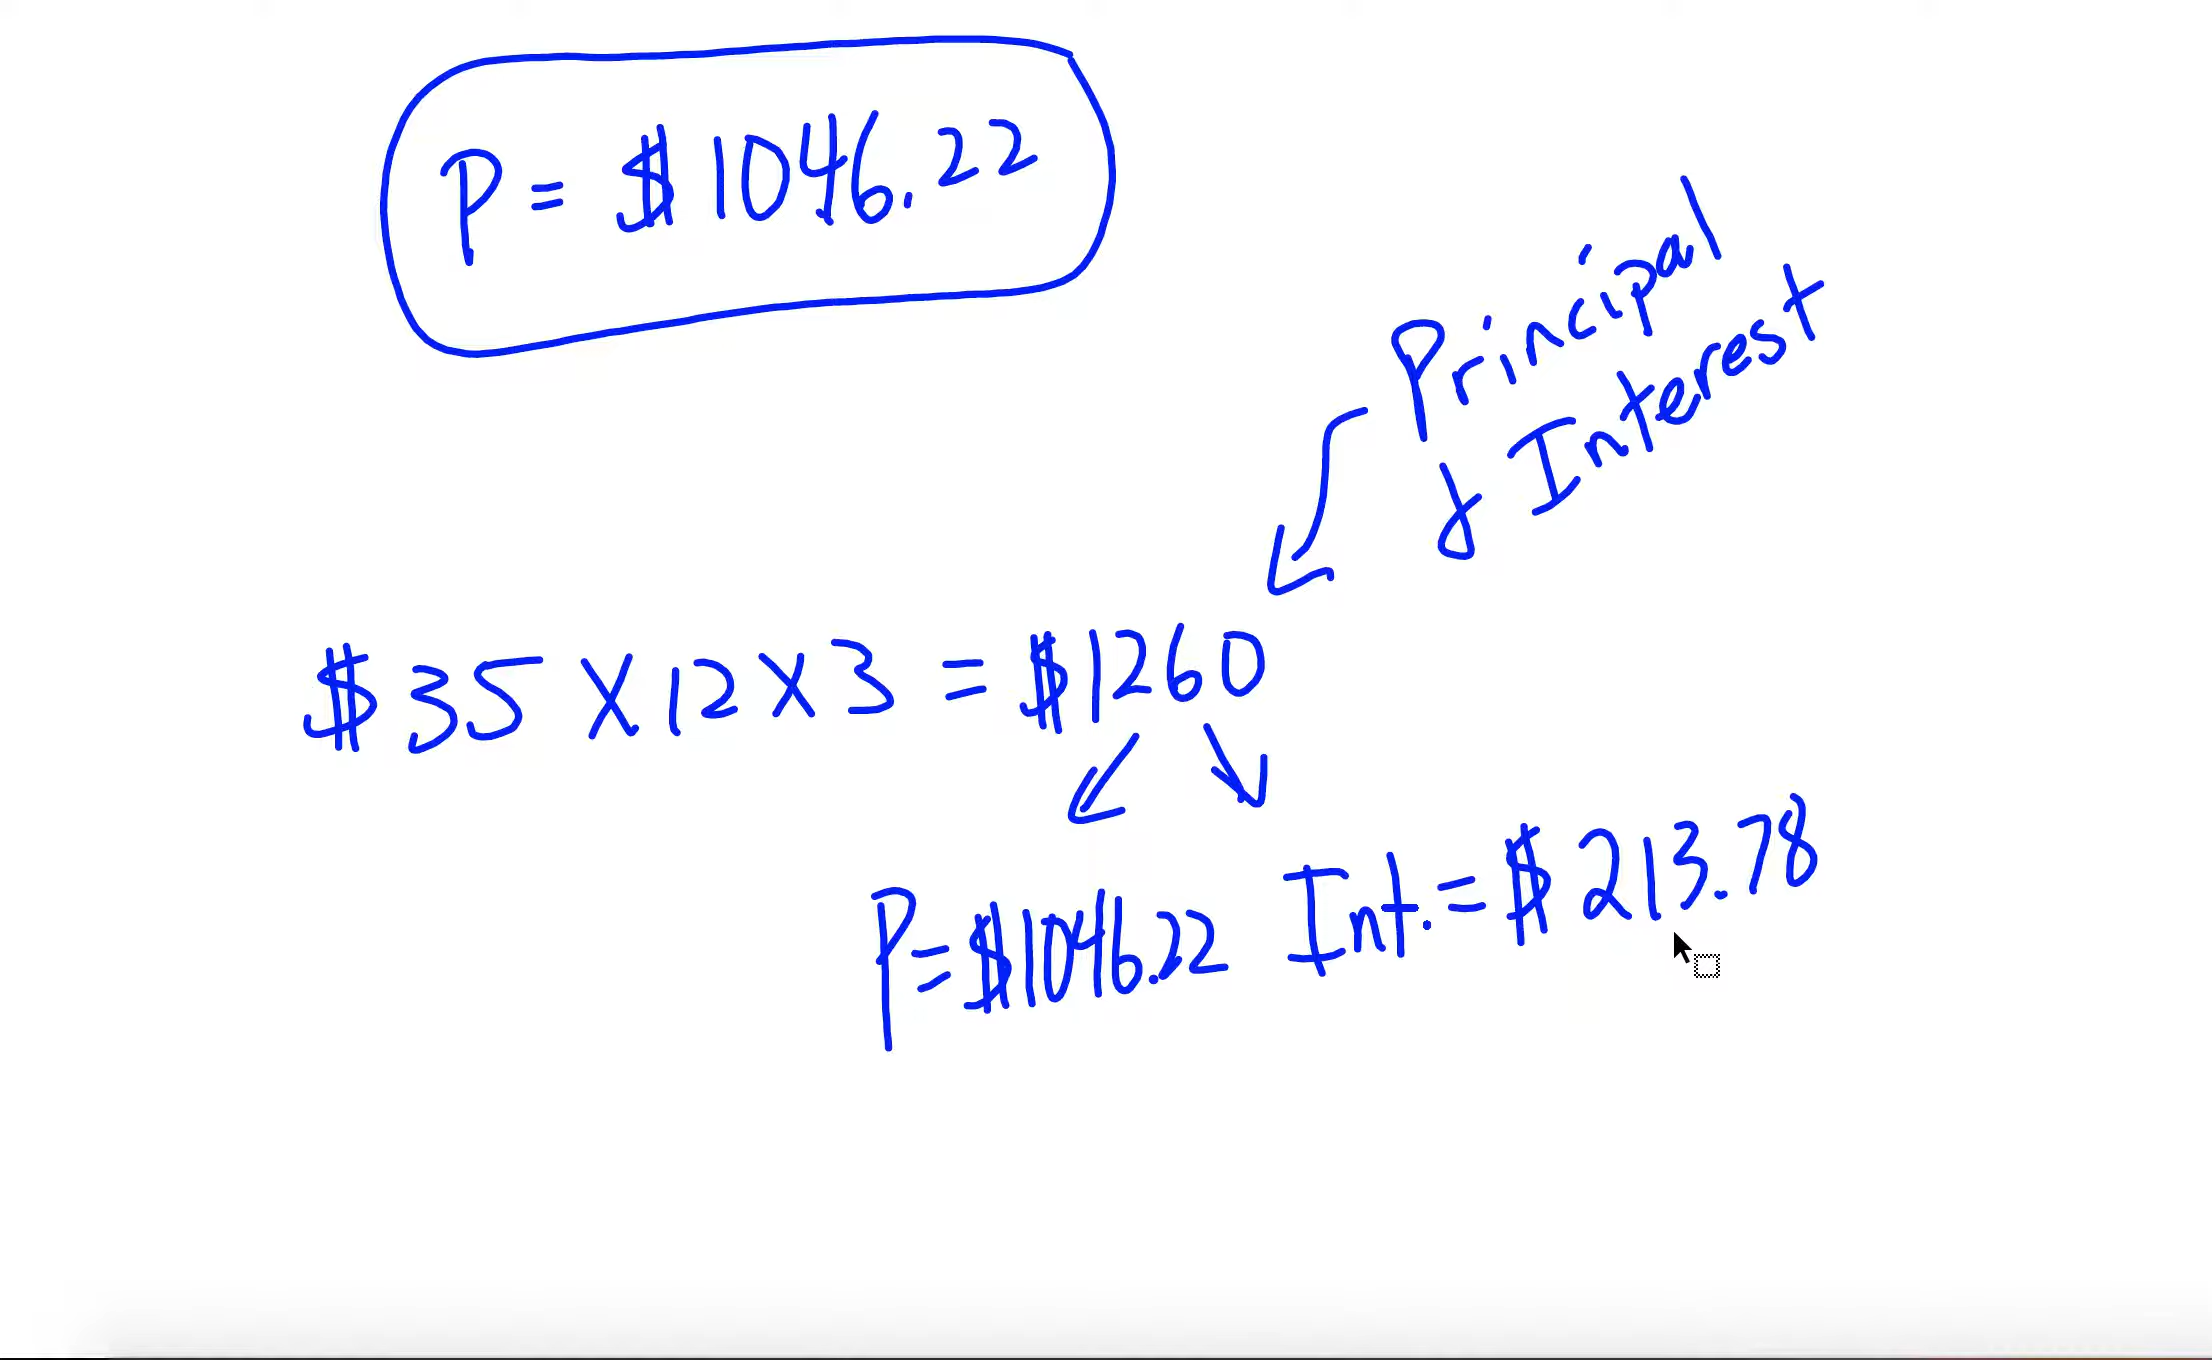 P = $1046.22
Principal
& Interest
$35 X 12 X 3 = $1260
P = $1046.22 Int. = $213.78